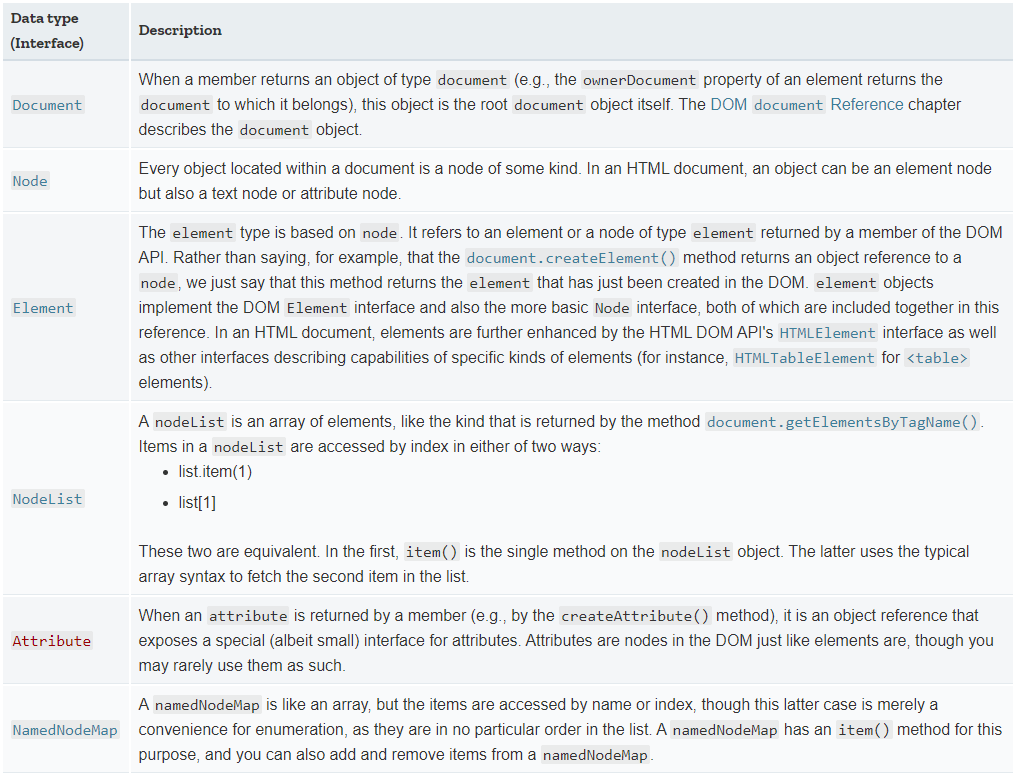 Data type
(Interface)
Description
Document
When a member returns an object of type document (e.g., the ownerDocument property of an element returns the
document to which it belongs), this object is the root document object itself. The DOM document Reference chapter
describes the document object.
Node
Every object located within a document is a node of some kind. In an HTML document, an object can be an element node
but also a text node or attribute node.
Element
The element type is based on node. It refers to an element or a node of type element returned by a member of the DOM
API. Rather than saying, for example, that the document.createElement() method returns an object reference to a
node, we just say that this method returns the element that has just been created in the DOM. element objects
implement the DOM Element interface and also the more basic Node interface, both of which are included together in this
reference. In an HTML document, elements are further enhanced by the HTML DOM API's HTMLElement interface as well
as other interfaces describing capabilities of specific kinds of elements (for instance, HTMLTableElement for <table>
elements).
NodeList
A nodeList is an array of elements, like the kind that is returned by the method document.getElementsByTagName().
Items in a nodeList are accessed by index in either of two ways:
• list.item(1)
• list[1]
These two are equivalent. In the first, item() is the single method on the nodeList object. The latter uses the typical
array syntax to fetch the second item in the list.
Attribute
When an attribute is returned by a member (e.g., by the createAttribute() method), it is an object reference that
exposes a special (albeit small) interface for attributes. Attributes are nodes in the DOM just like elements are, though you
may rarely use them as such.
NamedNodeMap
A namedNodeMap is like an array, but the items are accessed by name or index, though this latter case is merely a
convenience for enumeration, as they are in no particular order in the list. A namedNodeMap has an item() method for this
purpose, and you can also add and remove items from a namedNodeMap.